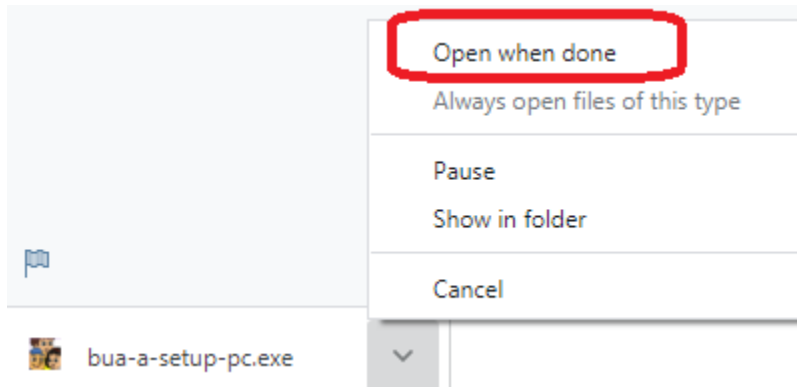 Open when done
Always open files of this type
Pause
Show in folder
Cancel
bua-a-setup-pc.exe